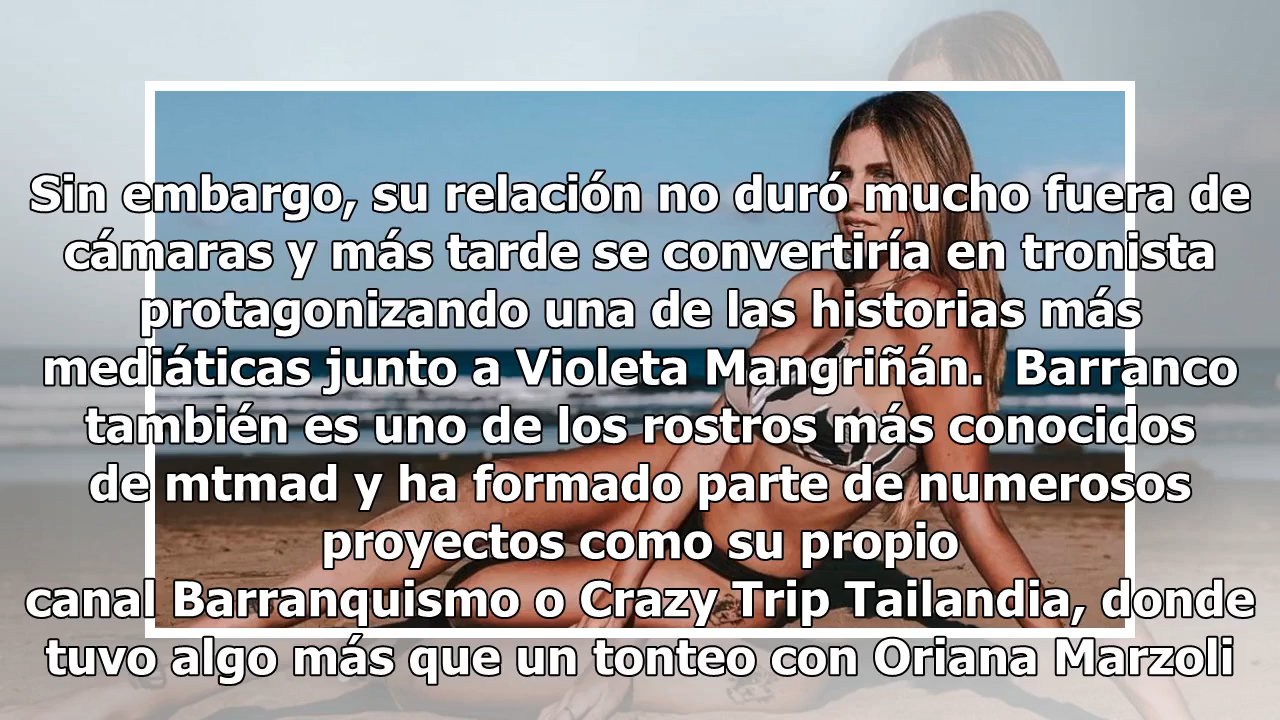 Sin embargo, su relación no duró mucho fuera de
cámaras y más tarde se convertiría en tronista
protagonizando una de las historias más
mediáticas junto a Violeta Mangriñán.  Barranco
también es uno de los rostros más conocidos
de mtmad y ha formado parte de numerosos
proyectos como su propio
canal Barranquismo o Crazy Trip Tailandia, donde
tuvo algo más que un tonteo con Oriana Marzoli